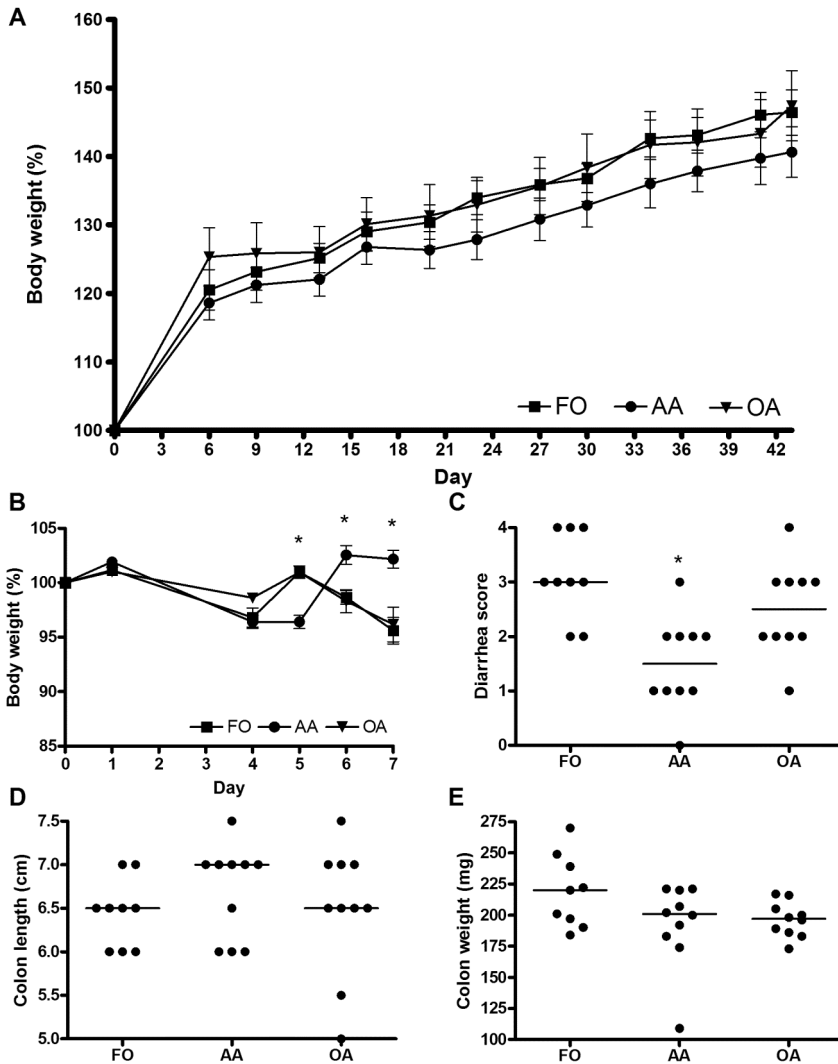 A
Body weight (%)
160
150
140
130
120
110
100
0 3 6 9 12 15 18 21 24 27 30 33 36 39 42
Day
FO AA OA
B
Body weight (%)
105
100
95
90
85
* * *
FO AA OA
0 1 2 3 4 5 6 7
Day
C
Diarrhea score
4
3
2
1
0
*
FO AA OA
D
Colon length (cm)
7.5
7.0
6.5
6.0
5.5
5.0
FO AA OA
E
Colon weight (mg)
275
250
225
200
175
150
125
100
FO AA OA